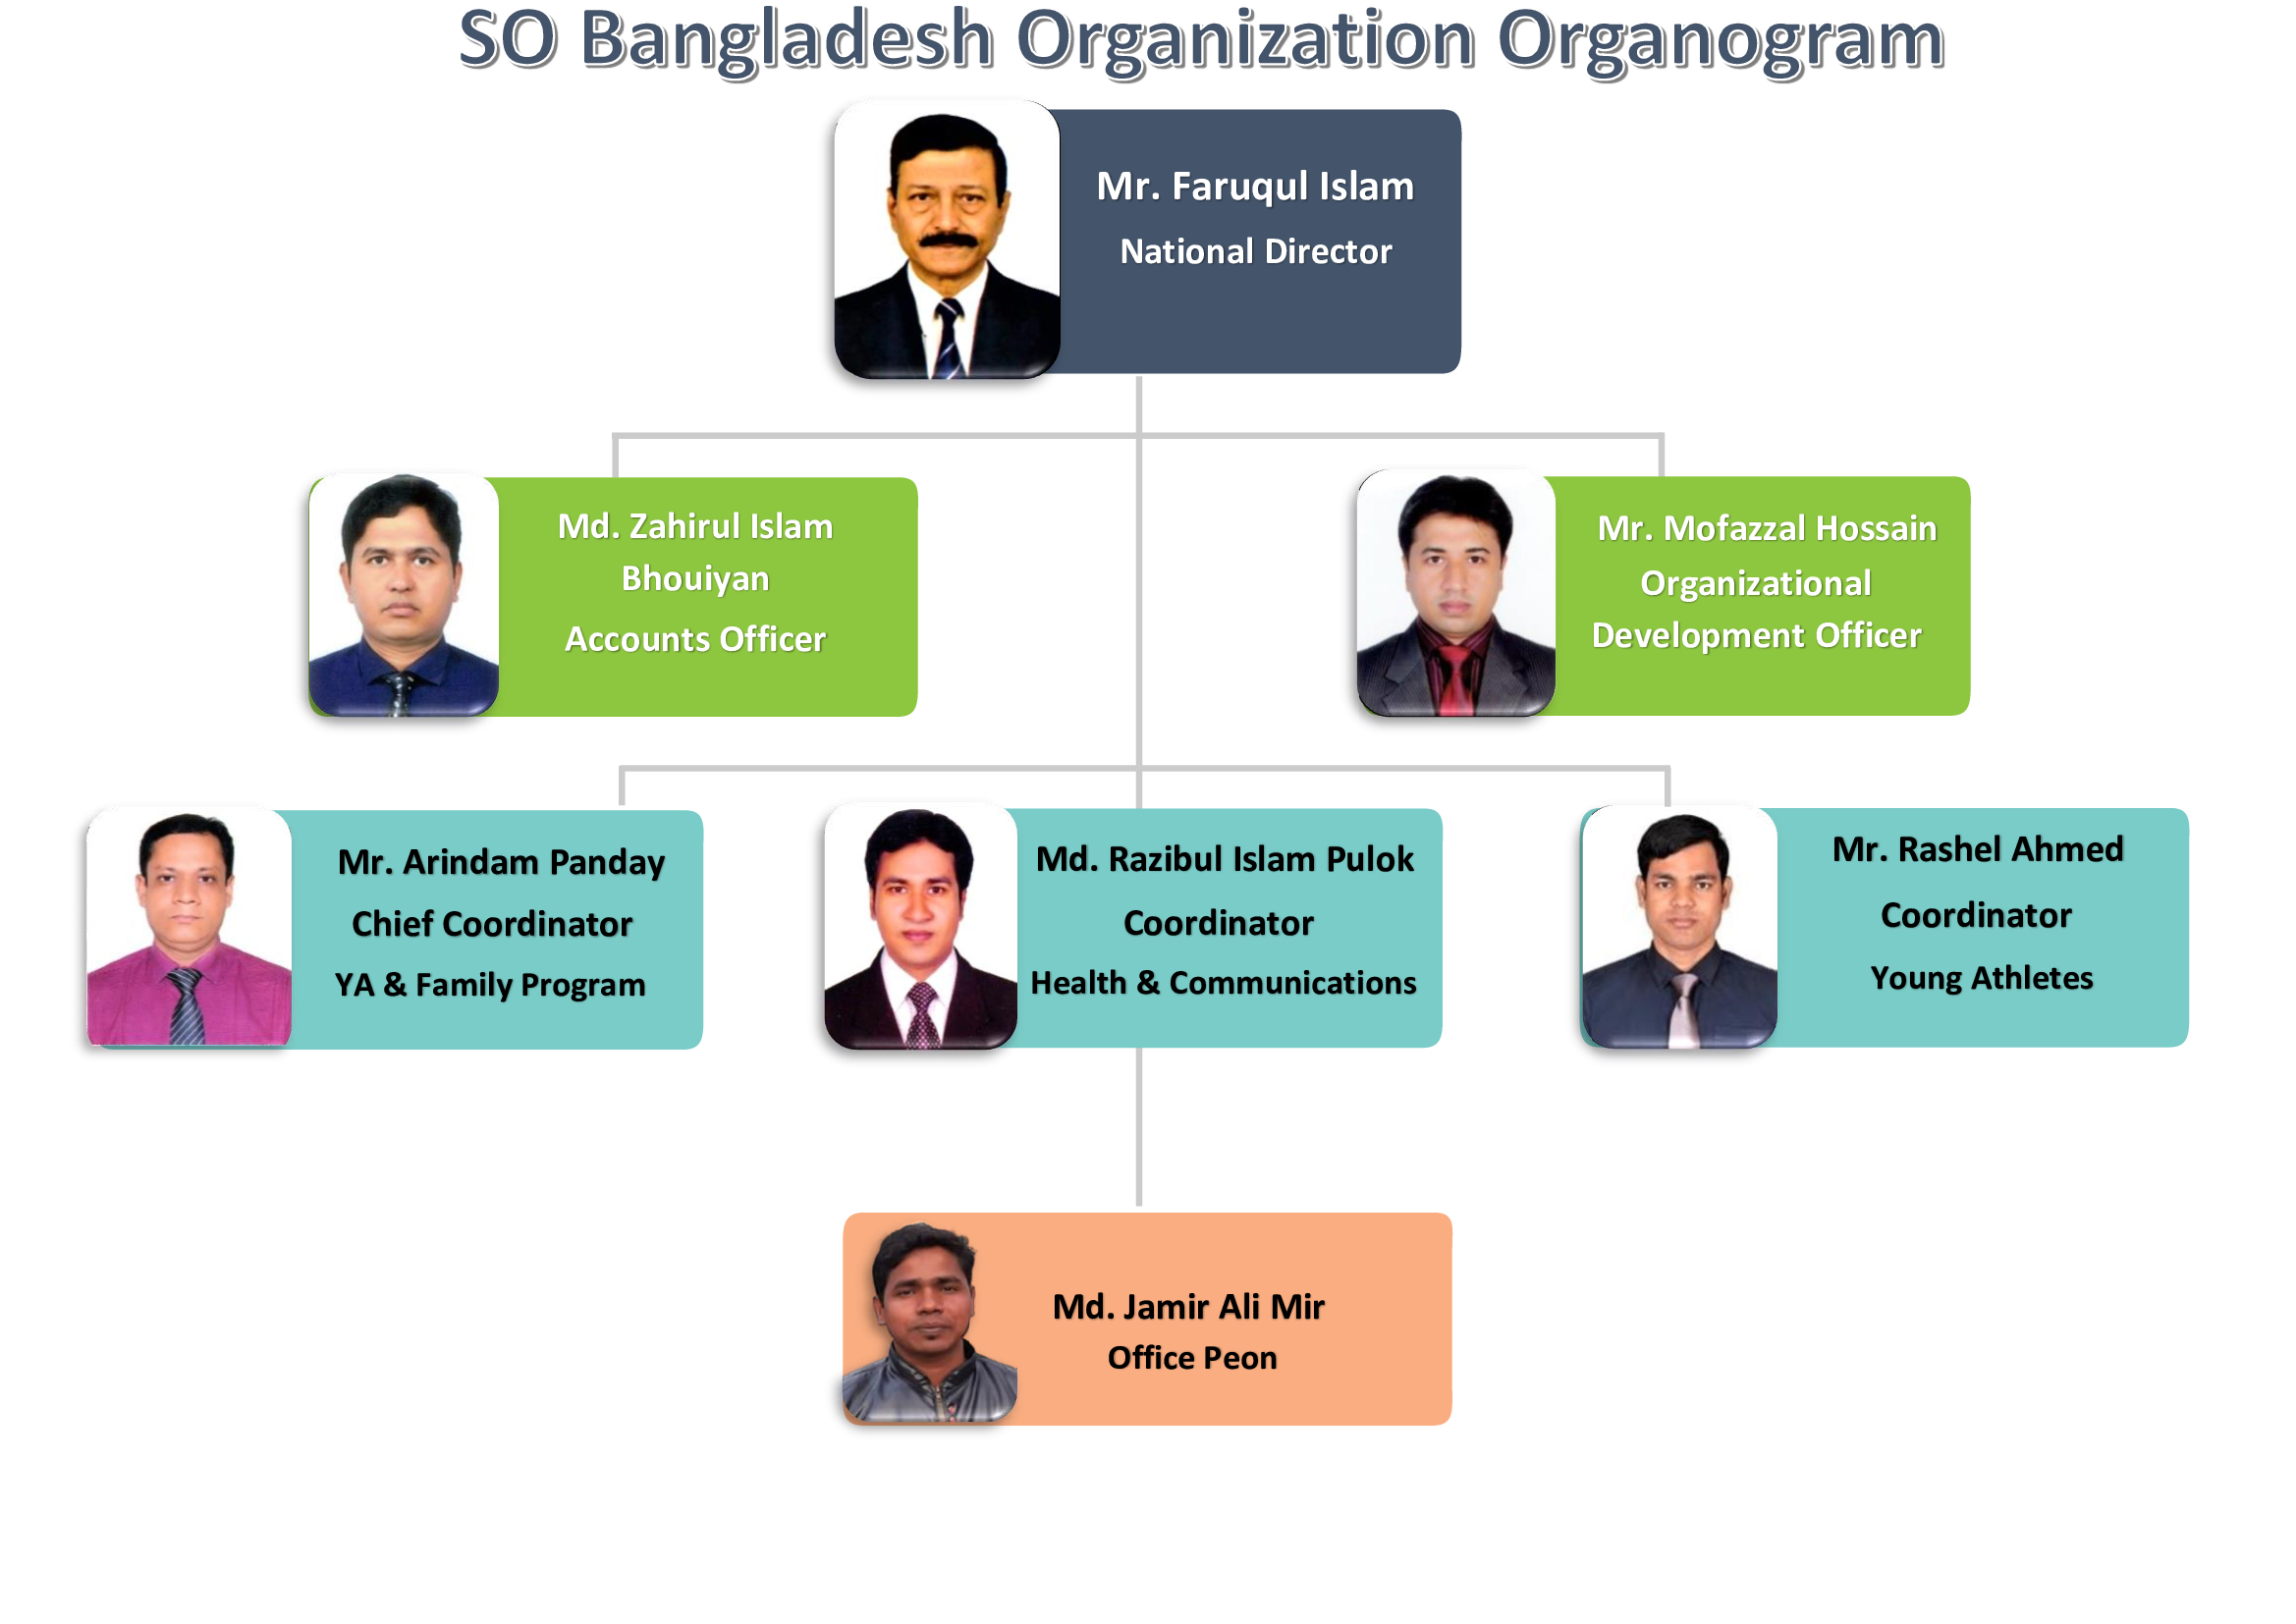 SO Bangladesh Organization Organogram
Mr. Faruqul Islam
National Director
Md. Zahirul Islam
Bhouiyan
Accounts Officer
Mr. Mofazzal Hossain
Organizational
Development Officer
Mr. Arindam Panday
Chief Coordinator
YA & Family Program
Md. Razibul Islam Pulok
Coordinator
Health & Communications
Mr. Rashel Ahmed
Coordinator
Young Athletes
Md. Jamir Ali Mir
Office Peon